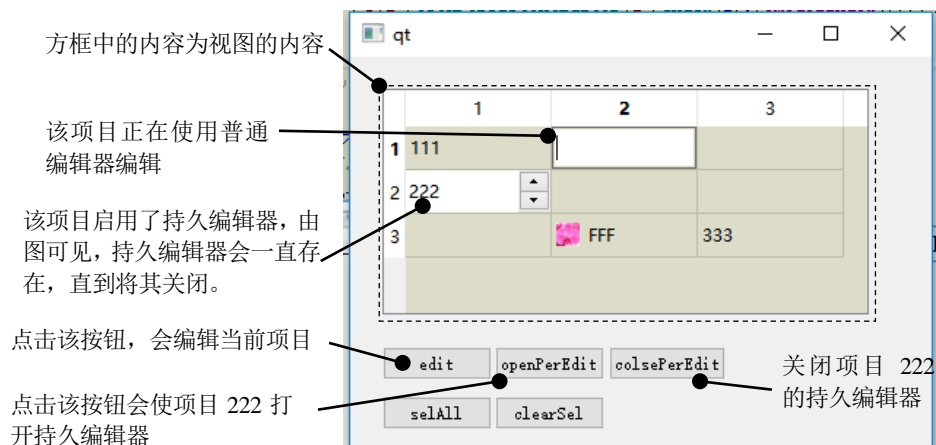 方框中的内容为视图的内容
该项目正在使用普通
编辑器编辑
该项目启用了持久编辑器，由
图可见，持久编辑器会一直存
在，直到将其关闭。
点击该按钮，会编辑当前项目
点击该按钮会使项目 222 打
开持久编辑器
qt
1 2 3
1 111
2 222
3 FFF 333
edit openPerEdit colsePerEdit
selAll clearSel
关闭项目 222
的持久编辑器